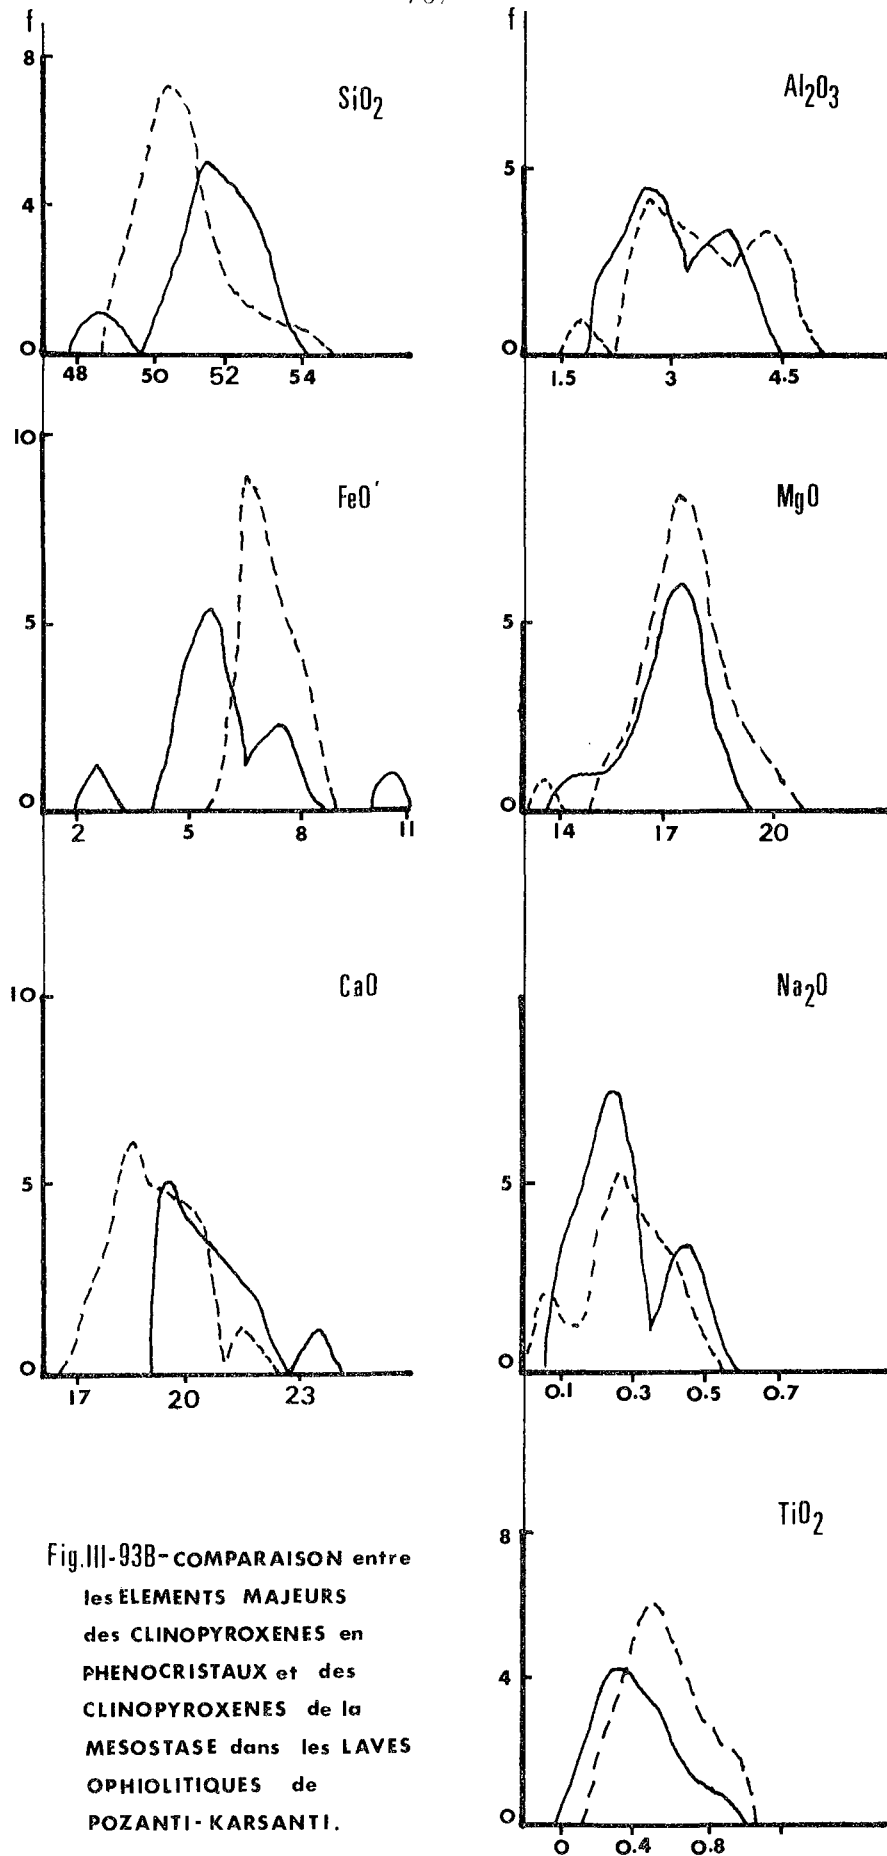 f
8
4
0
SiO2
48 50 52 54
f
5
0
Al2O3
1.5 3 4.5
10
5
0
FeO'
2 5 8 11
5
0
MgO
14 17 20
10
5
0
CaO
17 20 23
5
0
Na2O
0.1 0.3 0.5 0.7
8
4
0
TiO2
0 0.4 0.8
Fig.III-93B-COMPARAISON entre
les ELEMENTS MAJEURS
des CLINOPYROXENES en
PHENOCRISTAUX et des
CLINOPYROXENES de la
MESOSTASE dans les LAVES
OPHIOLITIQUES de
POZANTI-KARSANTI.